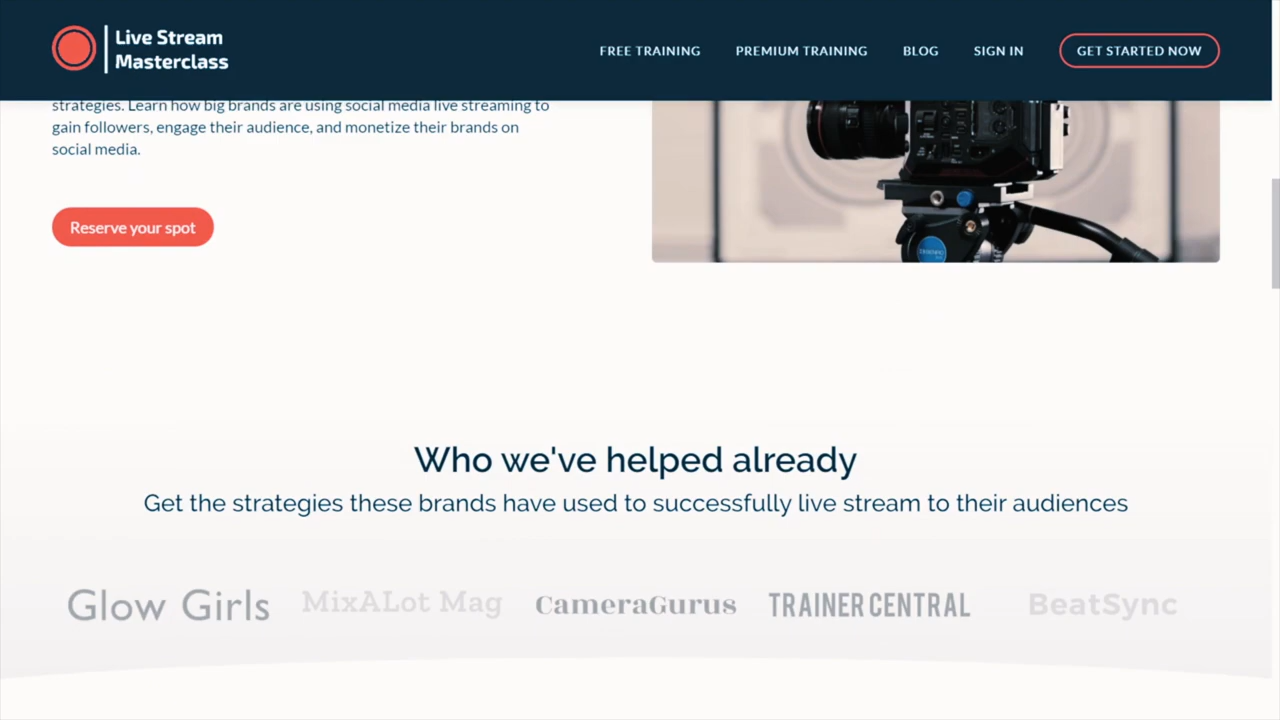 Live Stream
Masterclass
FREE TRAINING
PREMIUM TRAINING
BLOG
SIGN IN
GET STARTED NOW
strategies. Learn how big brands are using social media live streaming to
gain followers, engage their audience, and monetize their brands on
social media.
Reserve your spot
Who we've helped already
Get the strategies these brands have used to successfully live stream to their audiences
Glow Girls
MixALot Mag
CameraGurus
TRAINER CENTRAL
BeatSync